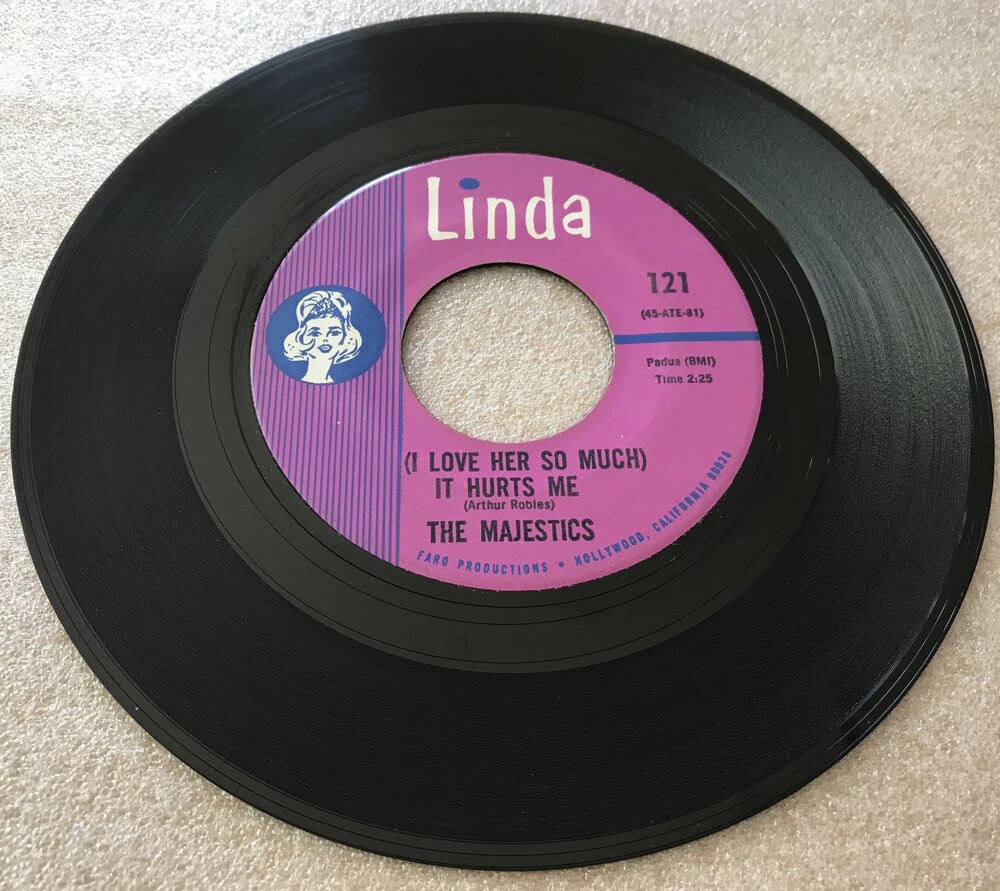 Linda
121
(45-ATE-81)
Padua (BMI)
Time 2:25
(I LOVE HER SO MUCH)
IT HURTS ME
(Arthur Robles)
THE MAJESTICS
FARO PRODUCTIONS • HOLLYWOOD, CALIFORNIA 90038